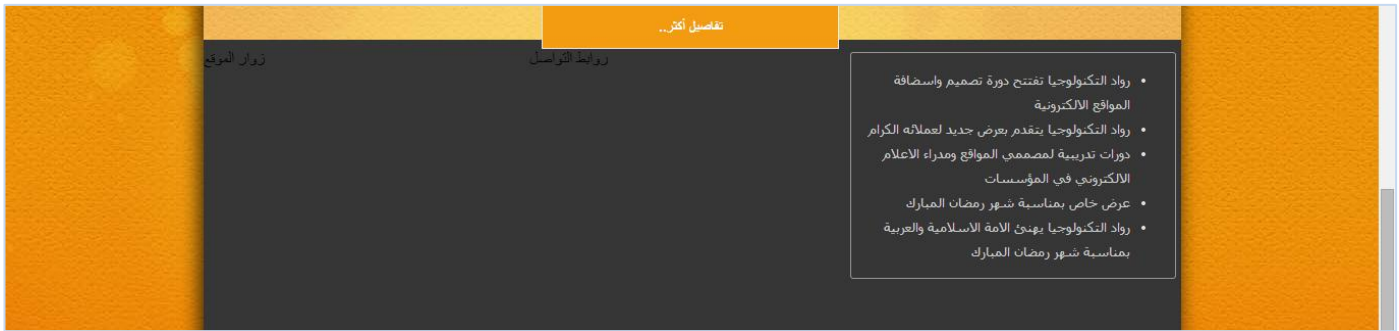 تفاصيل أكثر..
رواد التكنولوجيا تفتتح دورة تصميم واسضافة
المواقع الالكترونية
رواد التكنولوجيا يتقدم بعرض جديد لعملائه الكرام
دورات تدريبية لمصممي المواقع ومدراء الاعلام
الالكتروني في المؤسسات
عرض خاص بمناسبة شهر رمضان المبارك
رواد التكنولوجيا يهنئ الامة الاسلامية والعربية
بمناسبة شهر رمضان المبارك
روابط التواصل
زوار الموقع